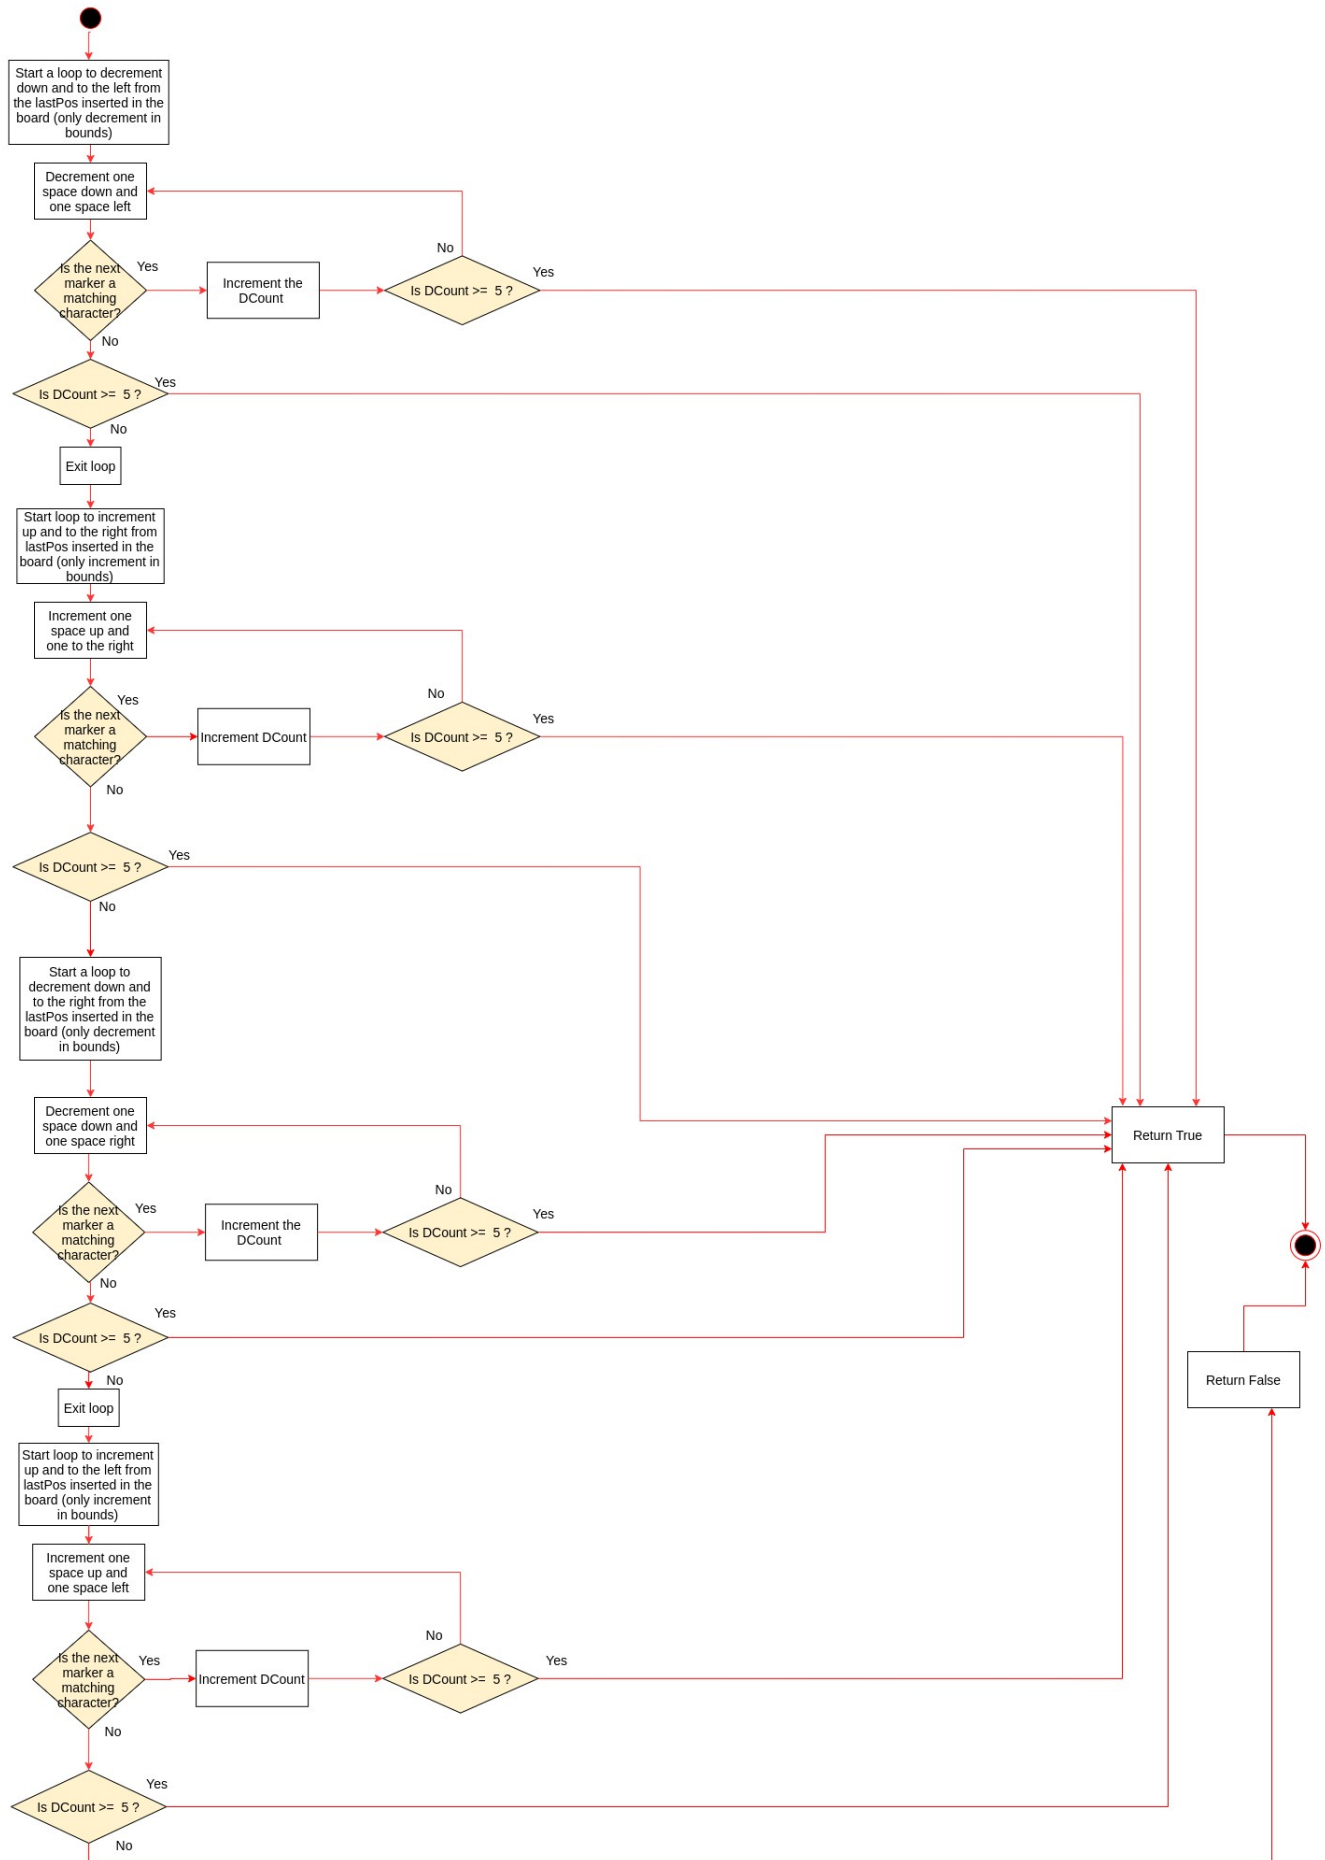 Start a loop to decrement
down and to the left from
the lastPos inserted in the
board (only decrement in
bounds)
Decrement one
space down and
one space left
Is the next
marker a
matching
character?
Yes
Increment the
DCount
No
Is DCount >= 5 ?
Yes
No
Is DCount >= 5 ?
Yes
No
Exit loop
Start loop to increment
up and to the right from
lastPos inserted in the
board (only increment in
bounds)
Increment one
space up and
one to the right
Is the next
marker a
matching
character?
Yes
Increment DCount
No
Is DCount >= 5 ?
Yes
No
Is DCount >= 5 ?
Yes
No
Start a loop to
decrement down and
to the right from the
lastPos inserted in the
board (only decrement
in bounds)
Decrement one
space down and
one space right
Return True
Is the next
marker a
matching
character?
Yes
Increment the
DCount
No
Is DCount >= 5 ?
Yes
No
Is DCount >= 5 ?
Yes
No
Return False
Exit loop
Start loop to increment
up and to the left from
lastPos inserted in the
board (only increment
in bounds)
Increment one
space up and
one space left
Is the next
marker a
matching
character?
Yes
Increment DCount
No
Is DCount >= 5 ?
Yes
No
Is DCount >= 5 ?
Yes
No